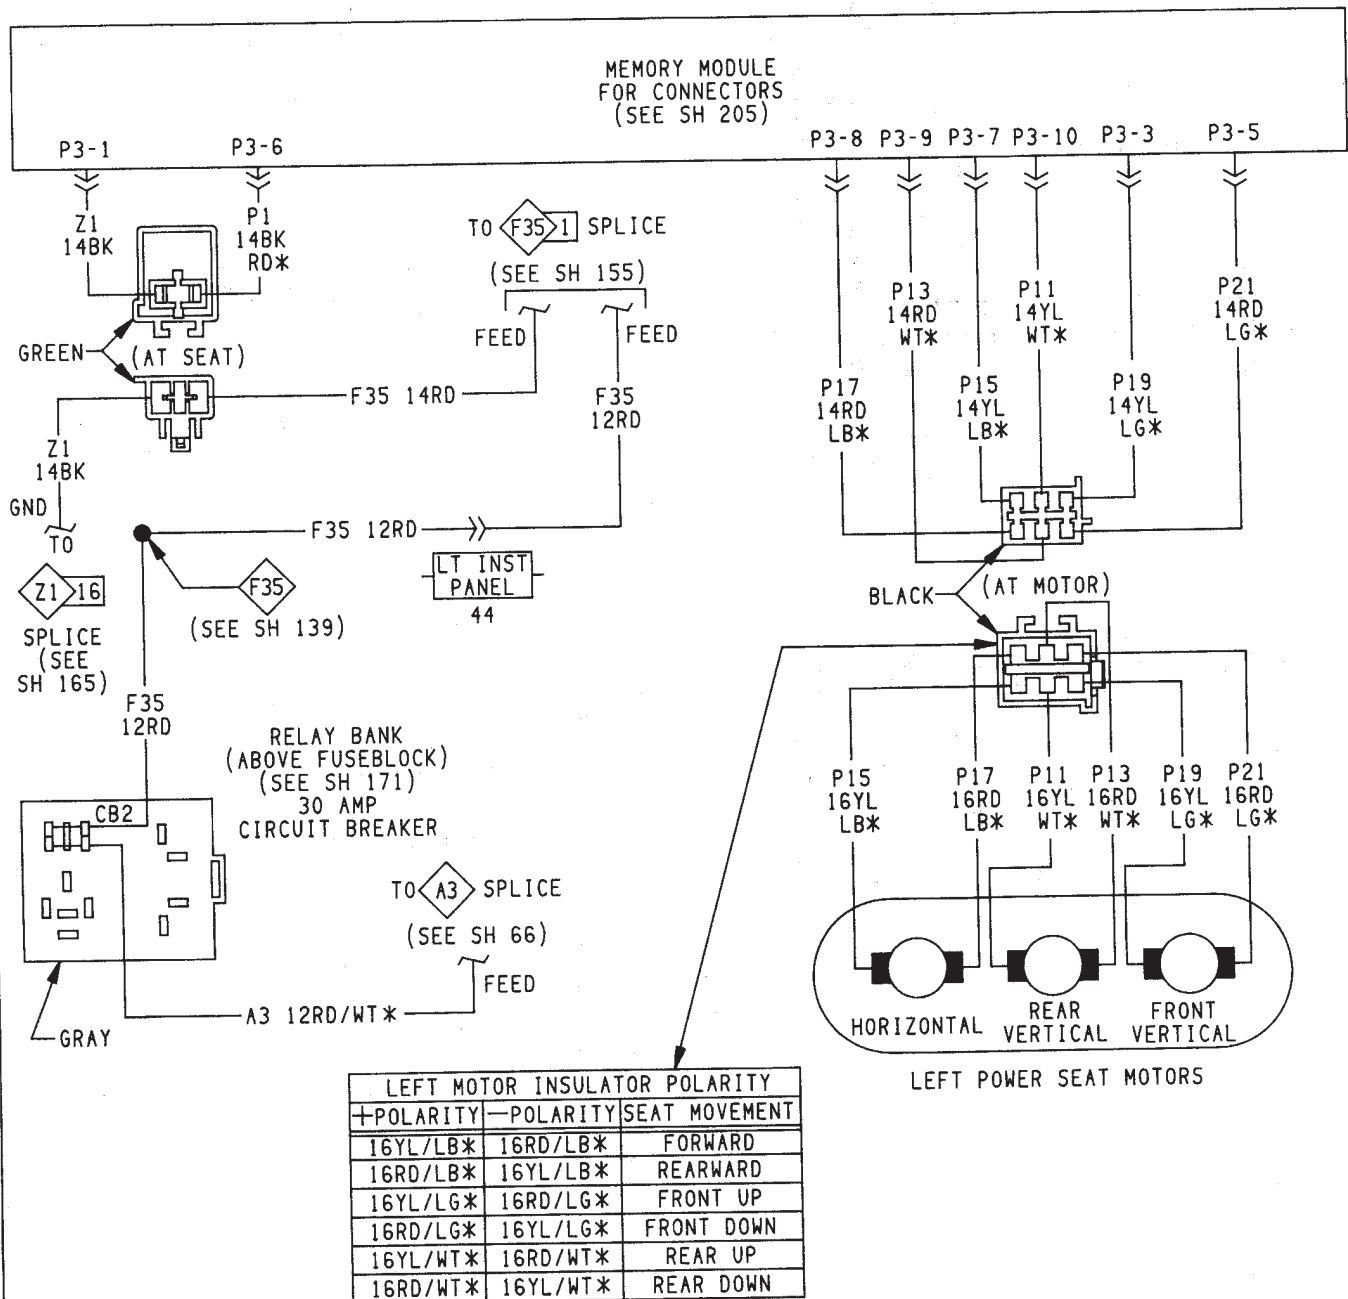 MEMORY MODULE
FOR CONNECTORS
(SEE SH 205)
P3-1
P3-6
P3-8 P3-9 P3-7 P3-10 P3-3 P3-5
Z1
14BK
P1
14BK
RD*
TO F35 1 SPLICE
(SEE SH 155)
FEED
FEED
GREEN
(AT SEAT)
F35 14RD
F35
12RD
Z1
14BK
GND
TO
Z1 16
SPLICE
(SEE
SH 165)
F35 12RD
LT INST
PANEL
44
F35
(SEE SH 139)
F35
12RD
P17
14RD
LB*
P13
14RD
WT*
P15
14YL
LB*
P11
14YL
WT*
P19
14YL
LG*
P21
14RD
LG*
BLACK
(AT MOTOR)
RELAY BANK
(ABOVE FUSEBLOCK)
(SEE SH 171)
30 AMP
CIRCUIT BREAKER
CB2
GRAY
TO A3 SPLICE
(SEE SH 66)
FEED
A3 12RD/WT*
P15
16YL
LB*
P17
16RD
LB*
P11
16YL
WT*
P13
16RD
WT*
P19
16YL
LG*
P21
16RD
LG*
HORIZONTAL
REAR
VERTICAL
FRONT
VERTICAL
LEFT POWER SEAT MOTORS
LEFT MOTOR INSULATOR POLARITY
+POLARITY -POLARITY SEAT MOVEMENT
16YL/LB* 16RD/LB* FORWARD
16RD/LB* 16YL/LB* REARWARD
16YL/LG* 16RD/LG* FRONT UP
16RD/LG* 16YL/LG* FRONT DOWN
16YL/WT* 16RD/WT* REAR UP
16RD/WT* 16YL/WT* REAR DOWN